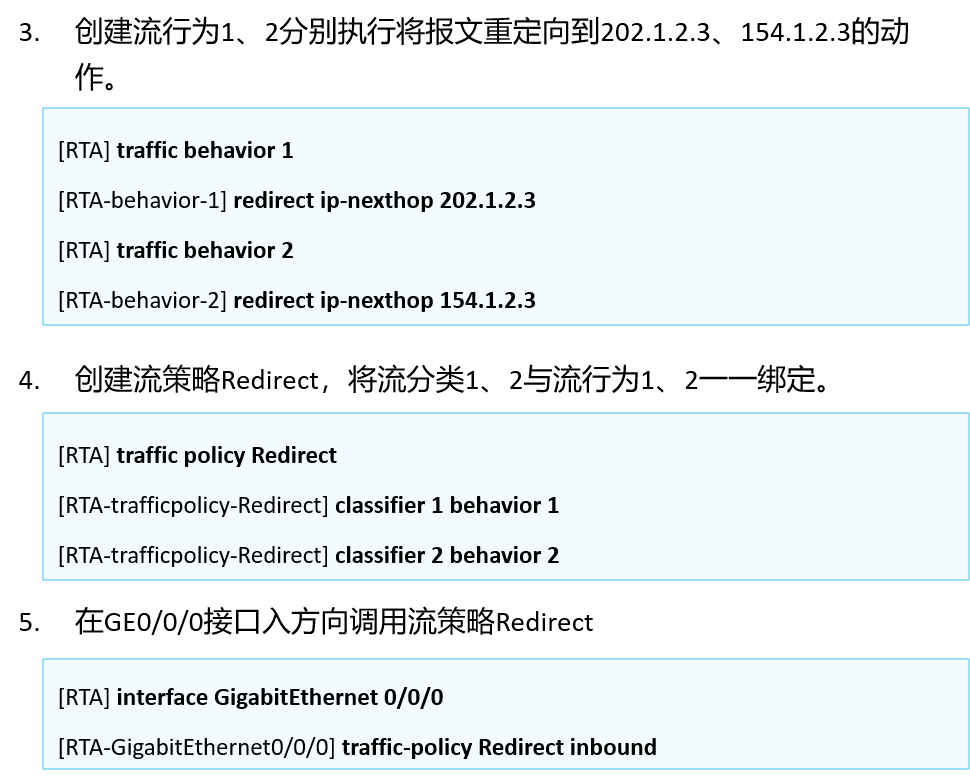 3. 创建流行为1、2分别执行将报文重定向到202.1.2.3、154.1.2.3的动
作。
[RTA] traffic behavior 1
[RTA-behavior-1] redirect ip-nexthop 202.1.2.3
[RTA] traffic behavior 2
[RTA-behavior-2] redirect ip-nexthop 154.1.2.3
4. 创建流策略Redirect，将流分类1、2与流行为1、2一一绑定。
[RTA] traffic policy Redirect
[RTA-trafficpolicy-Redirect] classifier 1 behavior 1
[RTA-trafficpolicy-Redirect] classifier 2 behavior 2
5. 在GE0/0/0接口入方向调用流策略Redirect
[RTA] interface GigabitEthernet 0/0/0
[RTA-GigabitEthernet0/0/0] traffic-policy Redirect inbound